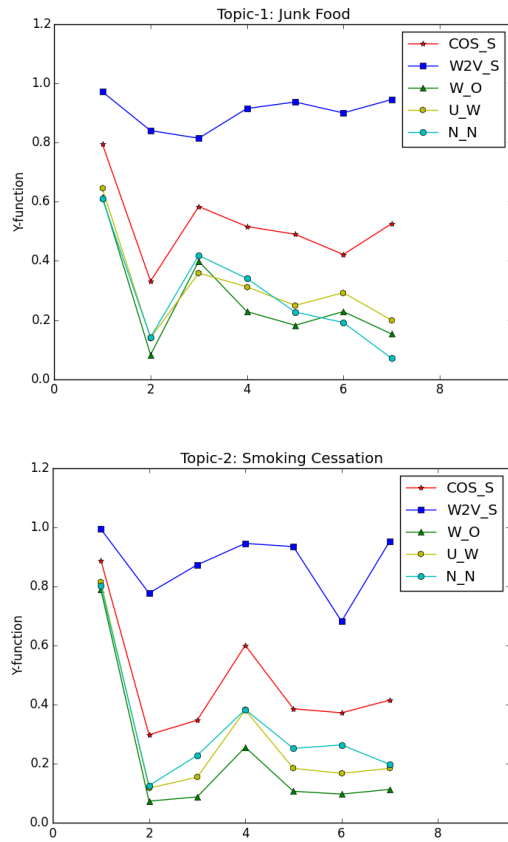 Topic-1: Junk Food
1.2
1.0
0.8
0.6
0.4
0.2
0.0
Y-function
COS_S
W2V_S
W_O
U_W
N_N
0 2 4 6 8
Topic-2: Smoking Cessation
1.2
1.0
0.8
0.6
0.4
0.2
0.0
Y-function
COS_S
W2V_S
W_O
U_W
N_N
0 2 4 6 8